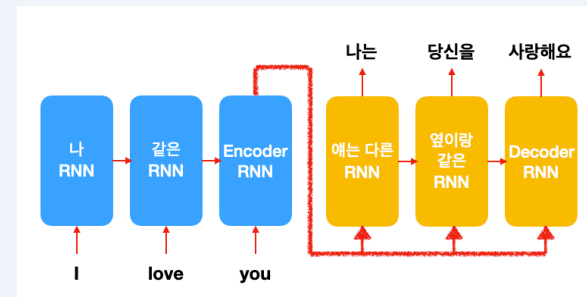 나는 당신을 사랑해요
나
RNN
같은
RNN
Encoder
RNN
얘는 다른
RNN
옆이랑
같은
RNN
Decoder
RNN
I love you